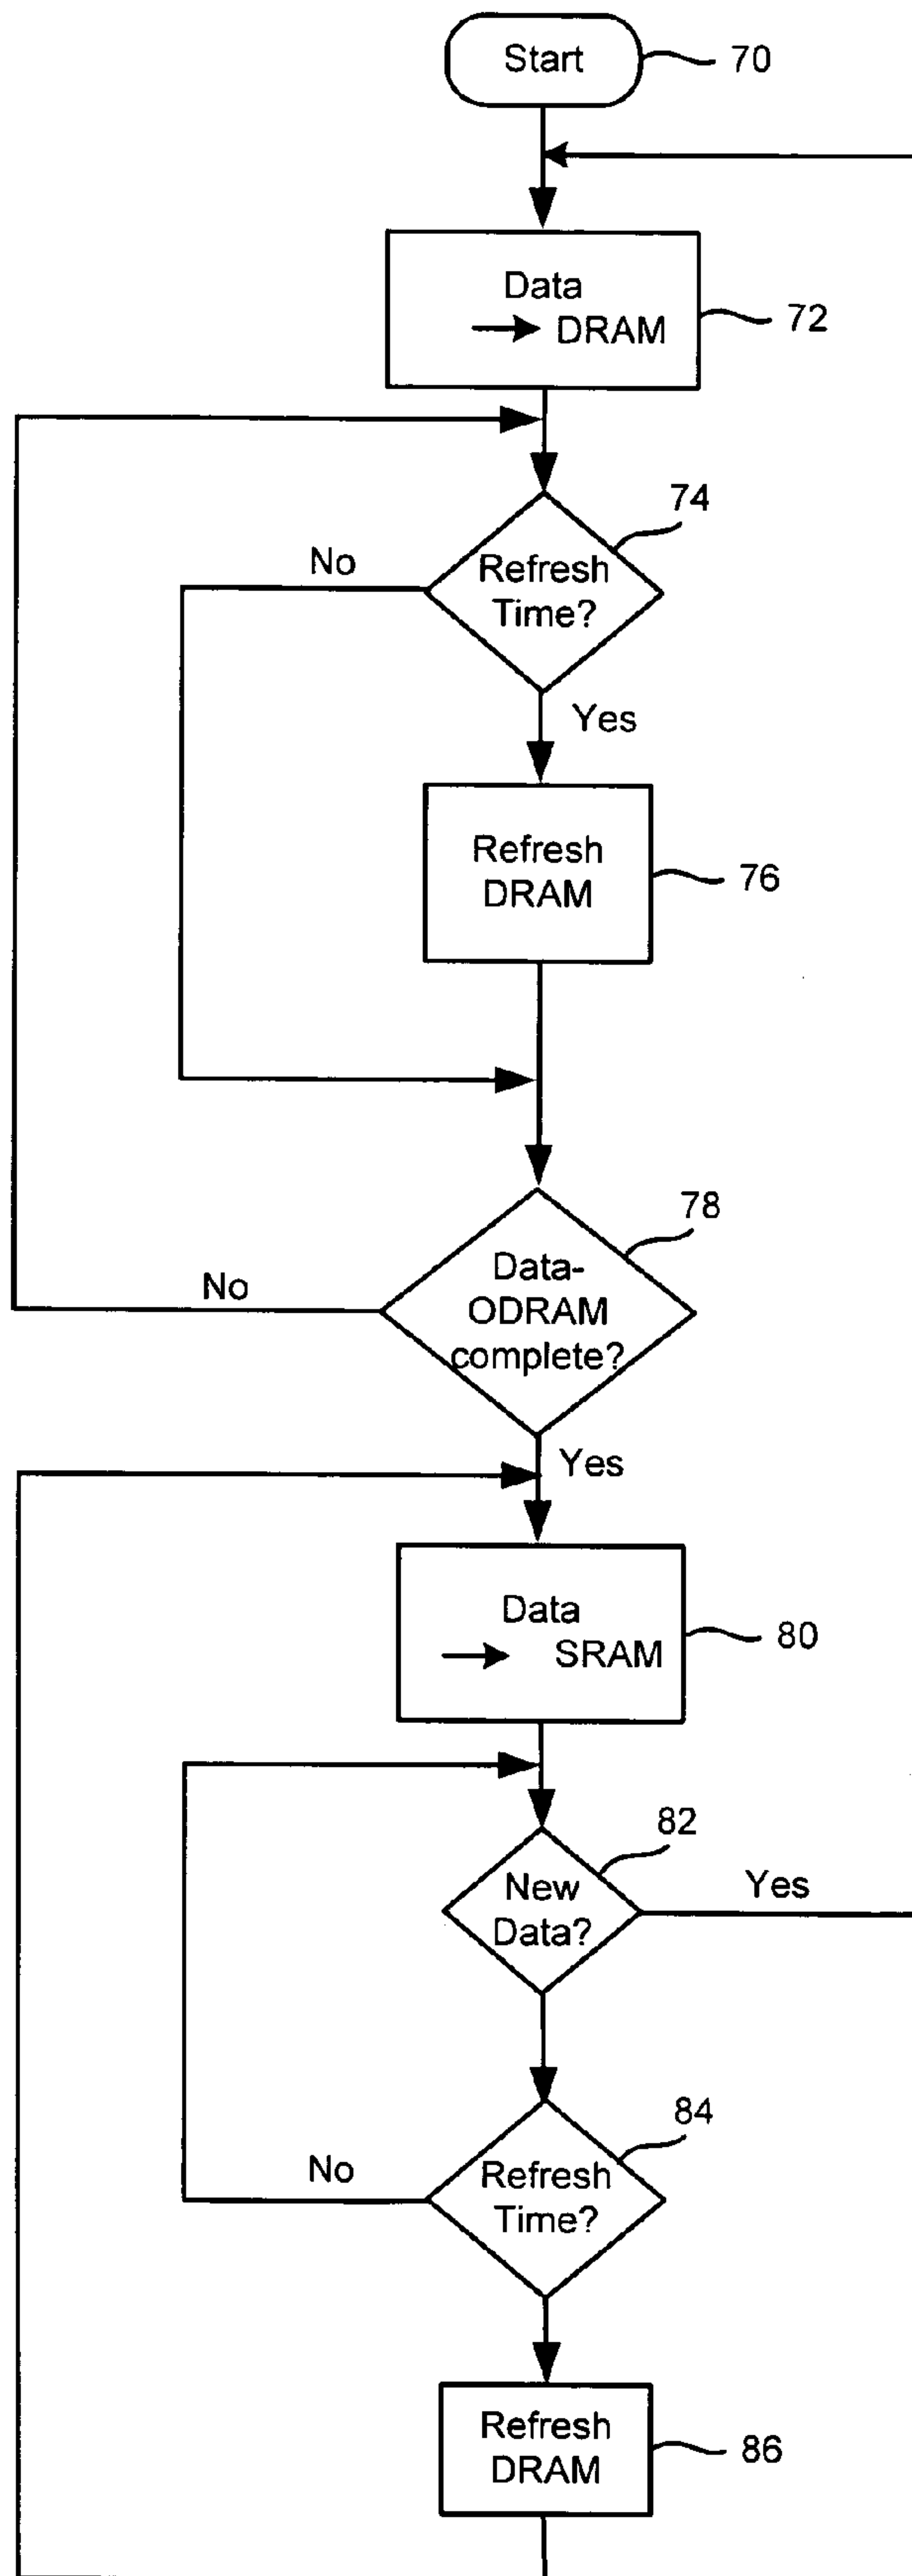 Start
70
Data
→ DRAM
72
74
Refresh
Time?
No
Yes
Refresh
DRAM
76
78
Data-
ODRAM
complete?
No
Yes
Data
→ SRAM
80
82
New
Data?
Yes
84
Refresh
Time?
No
Refresh
DRAM
86